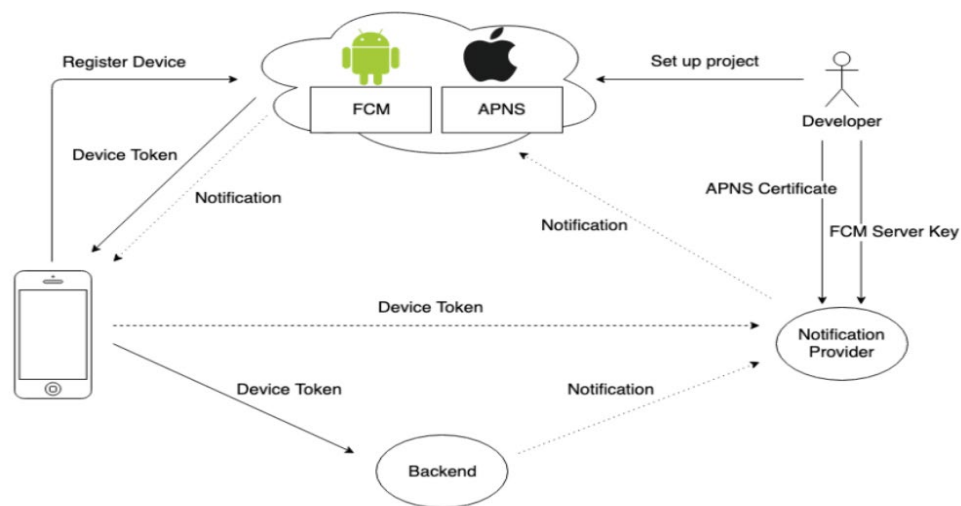 Register Device
Set up project
FCM
APNS
Developer
Device Token
Notification
APNS Certificate
Notification
FCM Server Key
Device Token
Notification
Provider
Device Token
Notification
Backend